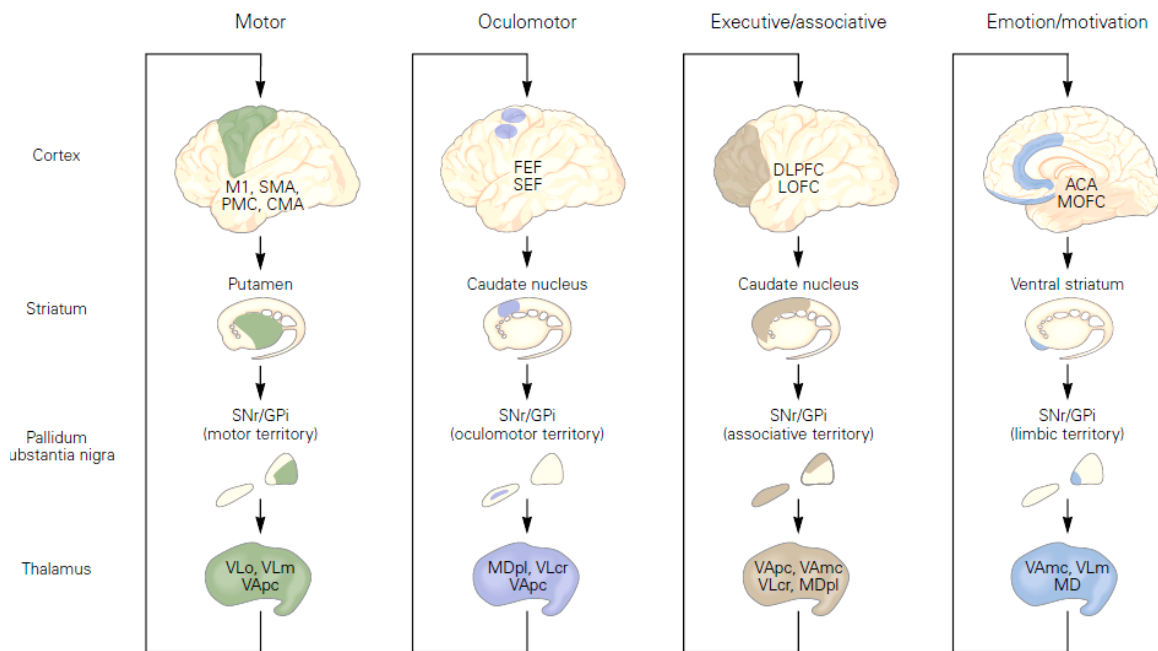 Motor
Oculomotor
Executive/associative
Emotion/motivation
Cortex
M1, SMA,
PMC, CMA
FEF
SEF
DLPFC
LOFC
ACA
MOFC
Striatum
Putamen
Caudate nucleus
Caudate nucleus
Ventral striatum
Pallidum
ubstantia nigra
SNr/GPi
(motor territory)
SNr/GPi
(oculomotor territory)
SNr/GPi
(associative territory)
SNr/GPi
(limbic territory)
Thalamus
VLo, VLm
VApc
MDpl, VLcr
VApc
VApc, VAmc
VLcr, MDpl
VAmc, VLm
MD